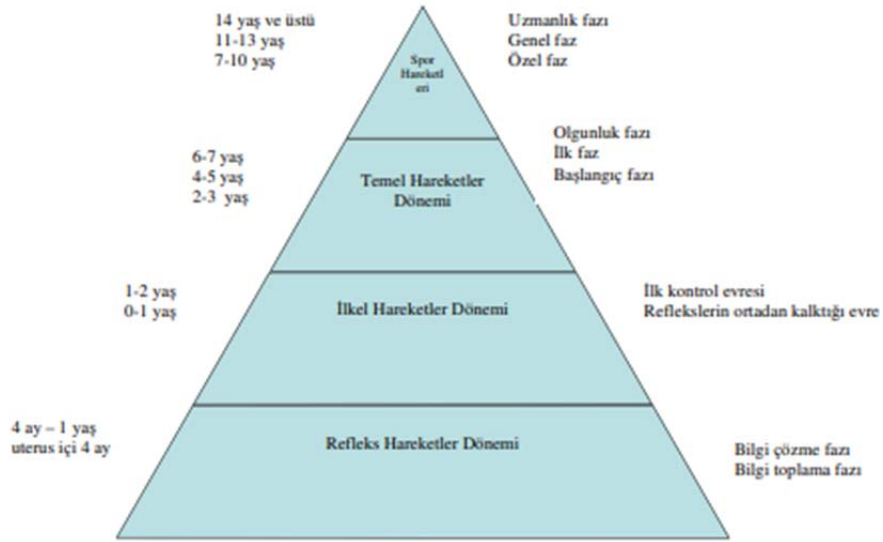 14 yaş ve üstü
11-13 yaş
7-10 yaş
Uzmanlık fazı
Genel faz
Özel faz
Spor
Hareketl
eri
6-7 yaş
4-5 yaş
2-3 yaş
Olgunluk fazı
İlk faz
Başlangıç fazı
Temel Hareketler
Dönemi
1-2 yaş
0-1 yaş
İlkel Hareketler Dönemi
İlk kontrol evresi
Reflekslerin ortadan kalktığı evre
4 ay – 1 yaş
uterus içi 4 ay
Refleks Hareketler Dönemi
Bilgi çözme fazı
Bilgi toplama fazı